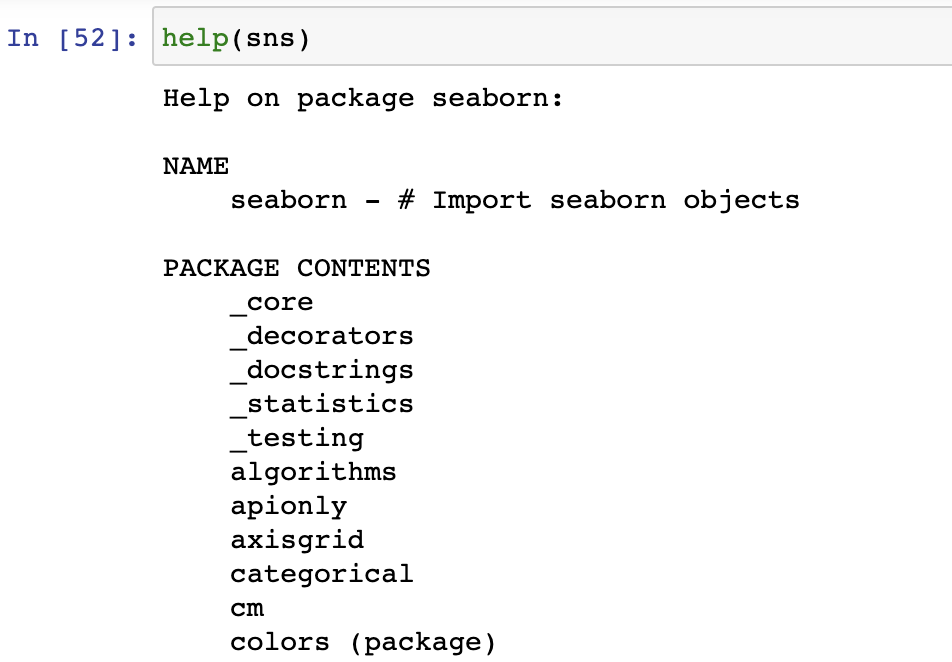 In [52]: help(sns)
Help on package seaborn:
NAME
seaborn - # Import seaborn objects
PACKAGE CONTENTS
_core
_decorators
_docstrings
_statistics
_testing
algorithms
apionly
axisgrid
categorical
cm
colors (package)